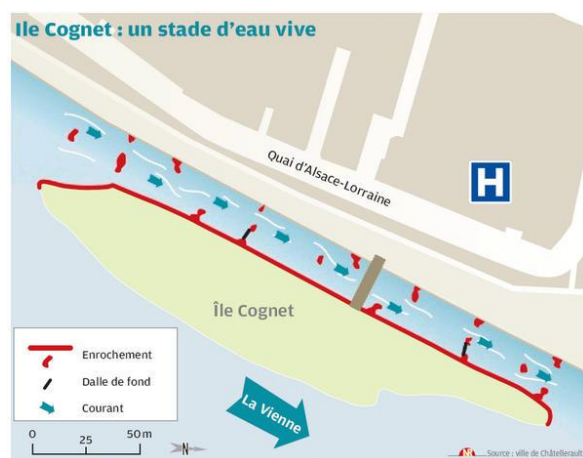 Ile Cognet : un stade d'eau vive
Quai d'Alsace-Lorraine
H
Île Cognet
Enrochement
Dalle de fond
Courant
La Vienne
0 25 50 m
N
NR Source : ville de Châtellerault